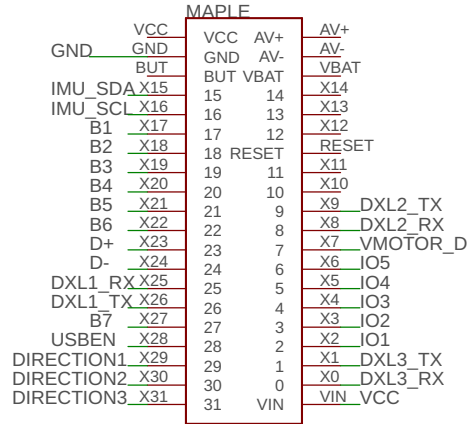 MAPLE
VCC VCC AV+ AV+
GND GND GND AV- AV-
BUT BUT VBAT VBAT
IMU_SDA X15 15 14 X14
IMU_SCL X16 16 13 X13
B1 X17 17 12 X12
B2 X18 18 RESET RESET
B3 X19 19 11 X11
B4 X20 20 10 X10
B5 X21 21 9 X9 DXL2_TX
B6 X22 22 8 X8 DXL2_RX
D+ X23 23 7 X7 VMOTOR_D
D- X24 24 6 X6 IO5
DXL1_RX X25 25 5 X5 IO4
DXL1_TX X26 26 4 X4 IO3
B7 X27 27 3 X3 IO2
USBEN X28 28 2 X2 IO1
DIRECTION1 X29 29 1 X1 DXL3_TX
DIRECTION2 X30 30 0 X0 DXL3_RX
DIRECTION3 X31 31 VIN VIN VCC